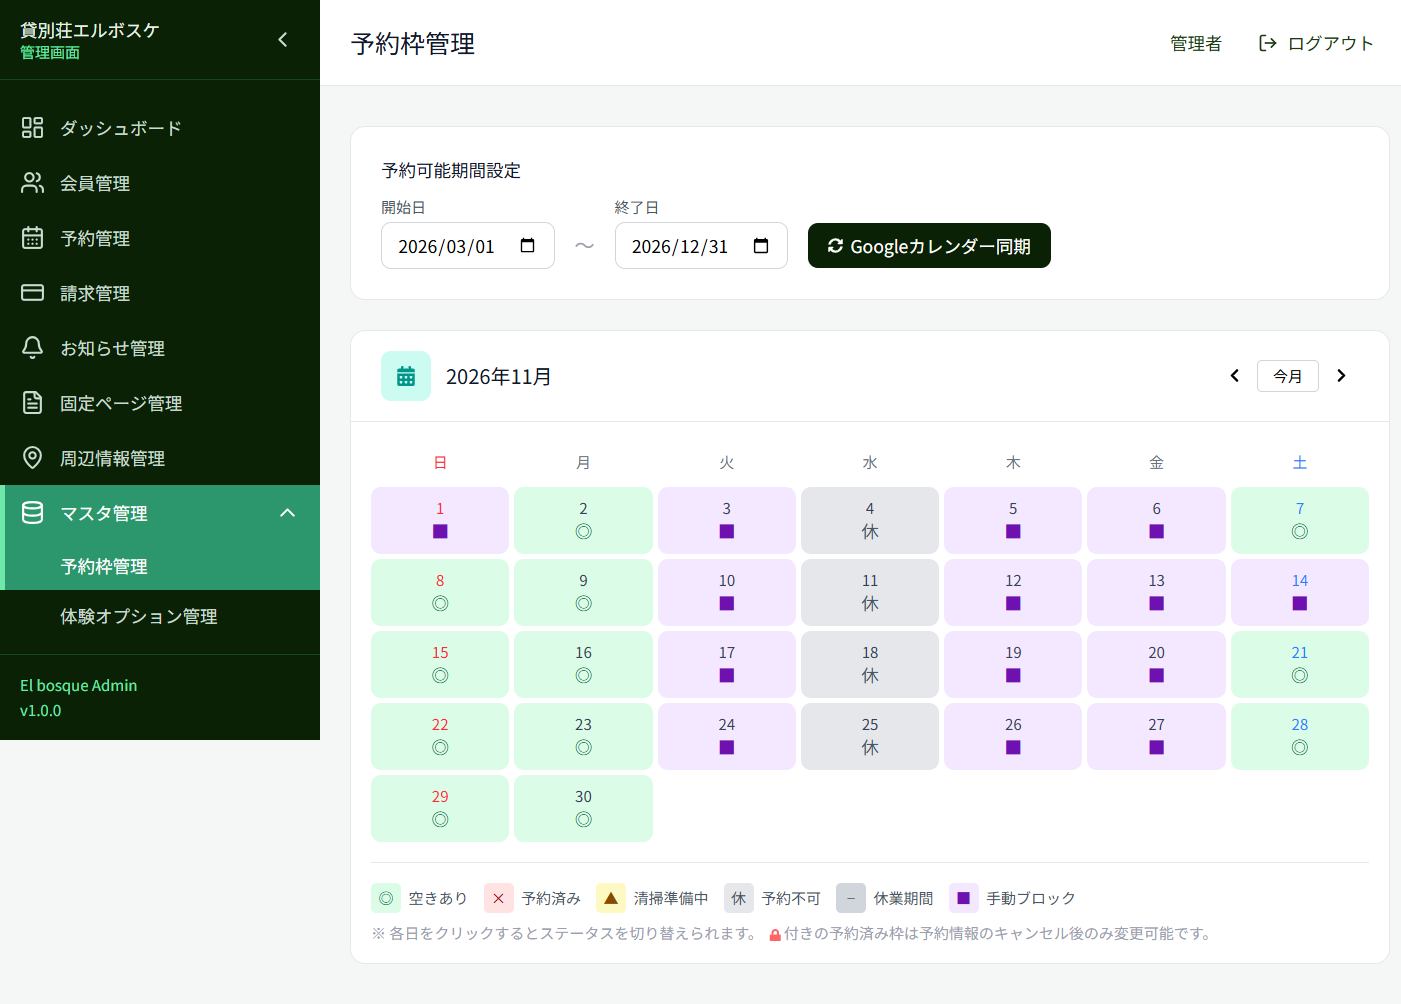 貸別荘エルボスケ
管理画面
ダッシュボード
会員管理
予約管理
請求管理
お知らせ管理
固定ページ管理
周辺情報管理
マスタ管理
予約枠管理
体験オプション管理
El bosque Admin
v1.0.0
予約枠管理
管理者 ログアウト
予約可能期間設定
開始日 終了日
2026/03/01 〜 2026/12/31 Googleカレンダー同期
2026年11月 今月
日 月 火 水 木 金 土
1 2 3 4 5 6 7
■ ◎ ■ 休 ■ ■ ◎
8 9 10 11 12 13 14
◎ ◎ ■ 休 ■ ■ ■
15 16 17 18 19 20 21
◎ ◎ ■ 休 ■ ■ ◎
22 23 24 25 26 27 28
◎ ◎ ■ 休 ■ ■ ◎
29 30
◎ ◎
◎ 空きあり × 予約済み ▲ 清掃準備中 休 予約不可 − 休業期間 ■ 手動ブロック
※ 各日をクリックするとステータスを切り替えられます。 付きの予約済み枠は予約情報のキャンセル後のみ変更可能です。